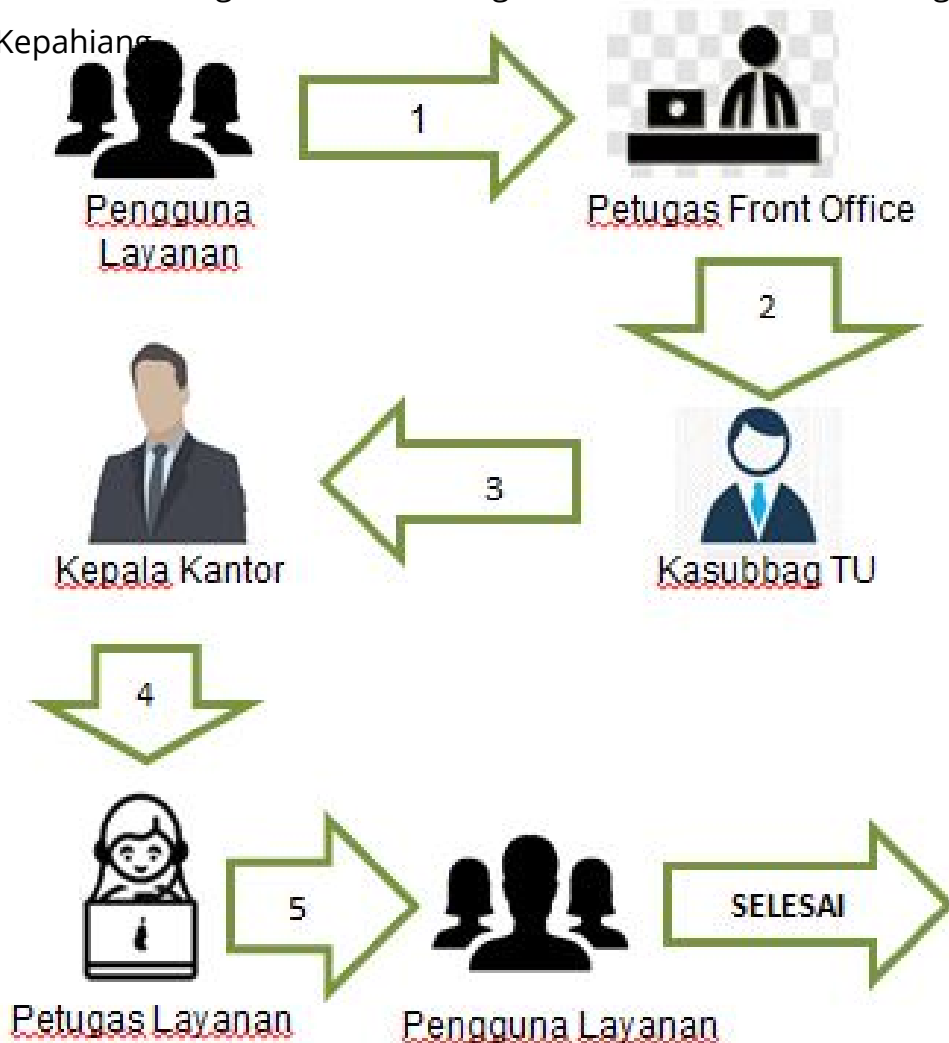 Kepahiang
1
Pengguna
Layanan
Petugas Front Office
2
3
Kepala Kantor
Kasubbag TU
4
5
SELESAI
Petugas Layanan
Pengguna Layanan